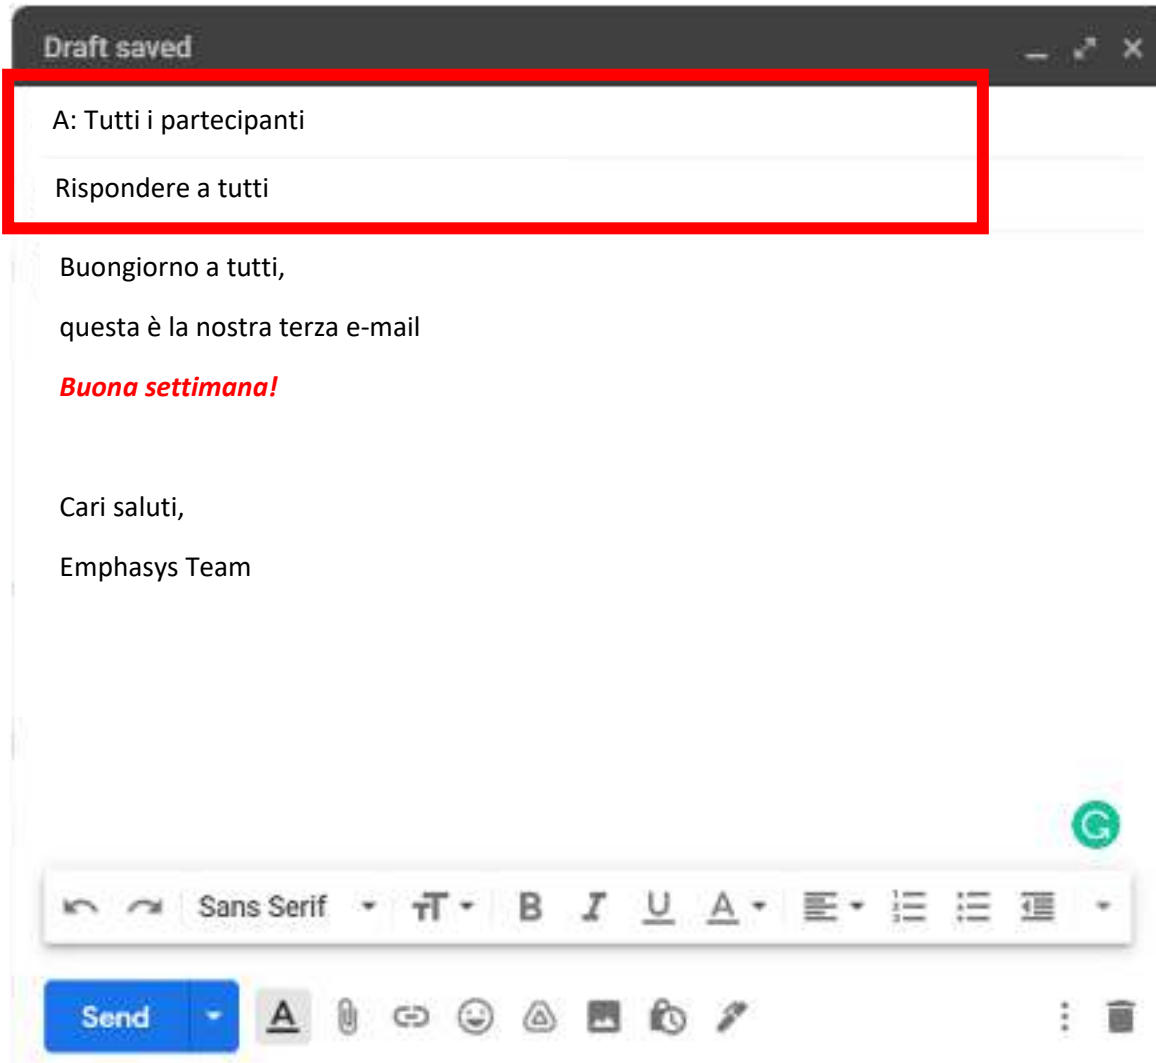 Draft saved
A: Tutti i partecipanti
Rispondere a tutti
Buongiorno a tutti,
questa è la nostra terza e-mail
Buona settimana!
Cari saluti,
Emphasys Team
Sans Serif
Send